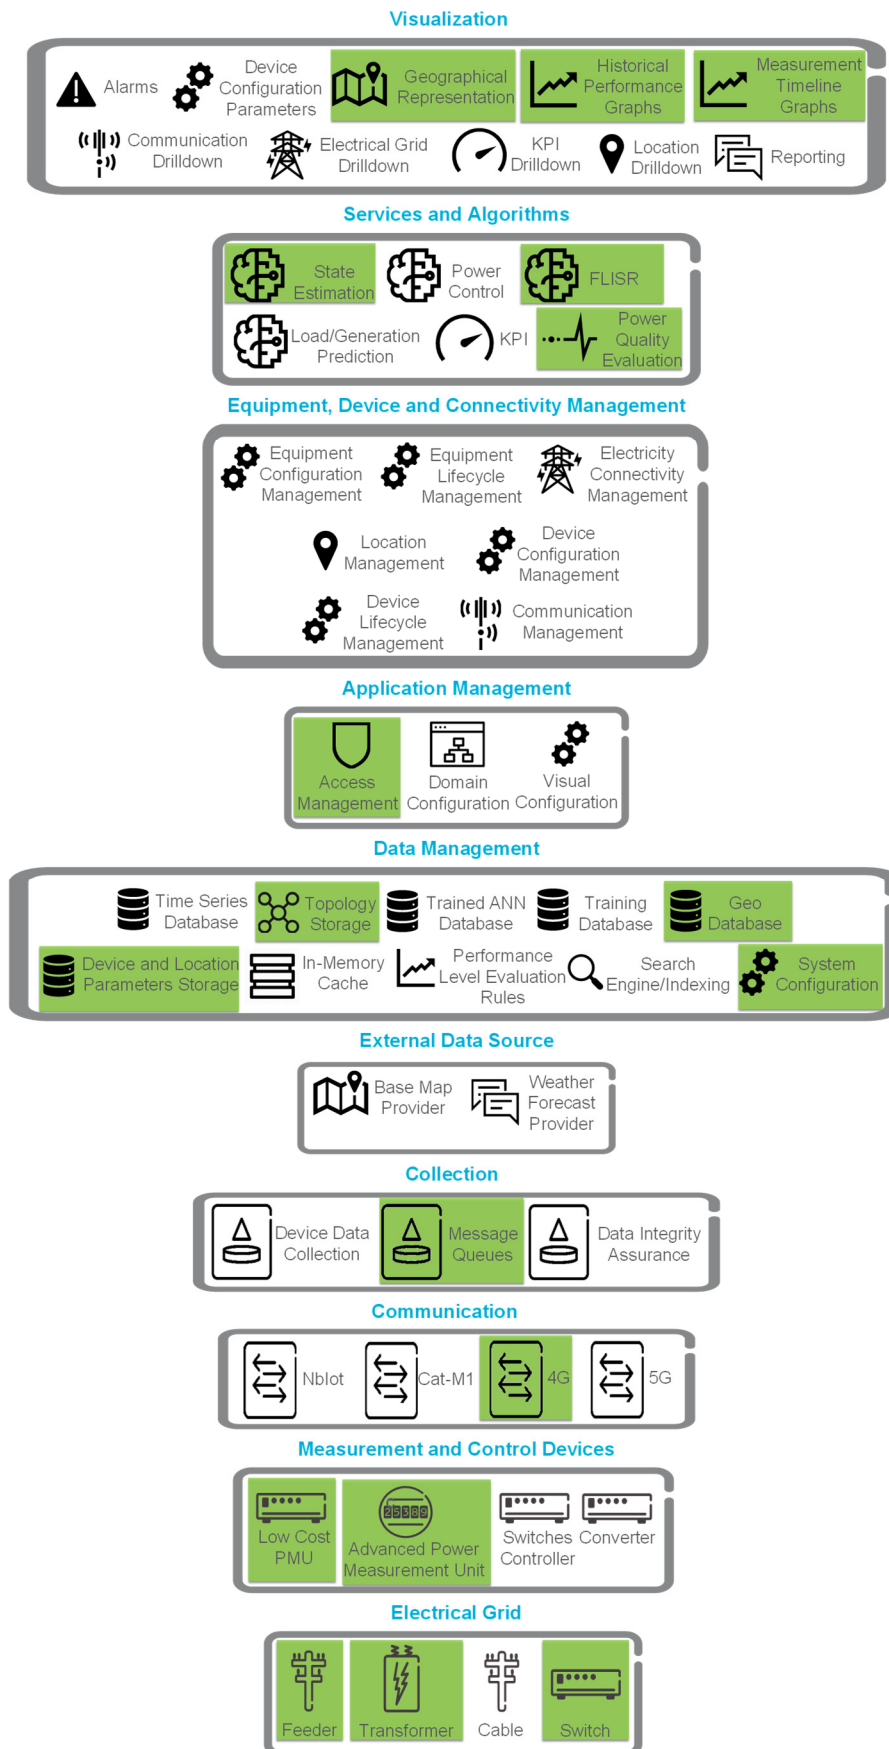 Visualization
Alarms
Device
Configuration
Parameters
Geographical
Representation
Historical
Performance
Graphs
Measurement
Timeline
Graphs
Communication
Drilldown
Electrical Grid
Drilldown
KPI
Drilldown
Location
Drilldown
Reporting
Services and Algorithms
State
Estimation
Power
Control
FLISR
Load/Generation
Prediction
KPI
Power
Quality
Evaluation
Equipment, Device and Connectivity Management
Equipment
Configuration
Management
Equipment
Lifecycle
Management
Electricity
Connectivity
Management
Location
Management
Device
Configuration
Management
Device
Lifecycle
Management
Communication
Management
Application Management
Access
Management
Domain
Configuration
Visual
Configuration
Data Management
Time Series
Database
Topology
Storage
Trained ANN
Database
Training
Database
Geo
Database
Device and Location
Parameters Storage
In-Memory
Cache
Performance
Level Evaluation
Rules
Search
Engine/Indexing
System
Configuration
External Data Source
Base Map
Provider
Weather
Forecast
Provider
Collection
Device Data
Collection
Message
Queues
Data Integrity
Assurance
Communication
NbIot
Cat-M1
4G
5G
Measurement and Control Devices
Low Cost
PMU
25389
Advanced Power
Measurement Unit
Switches
Controller
Converter
Electrical Grid
Feeder
Transformer
Cable
Switch